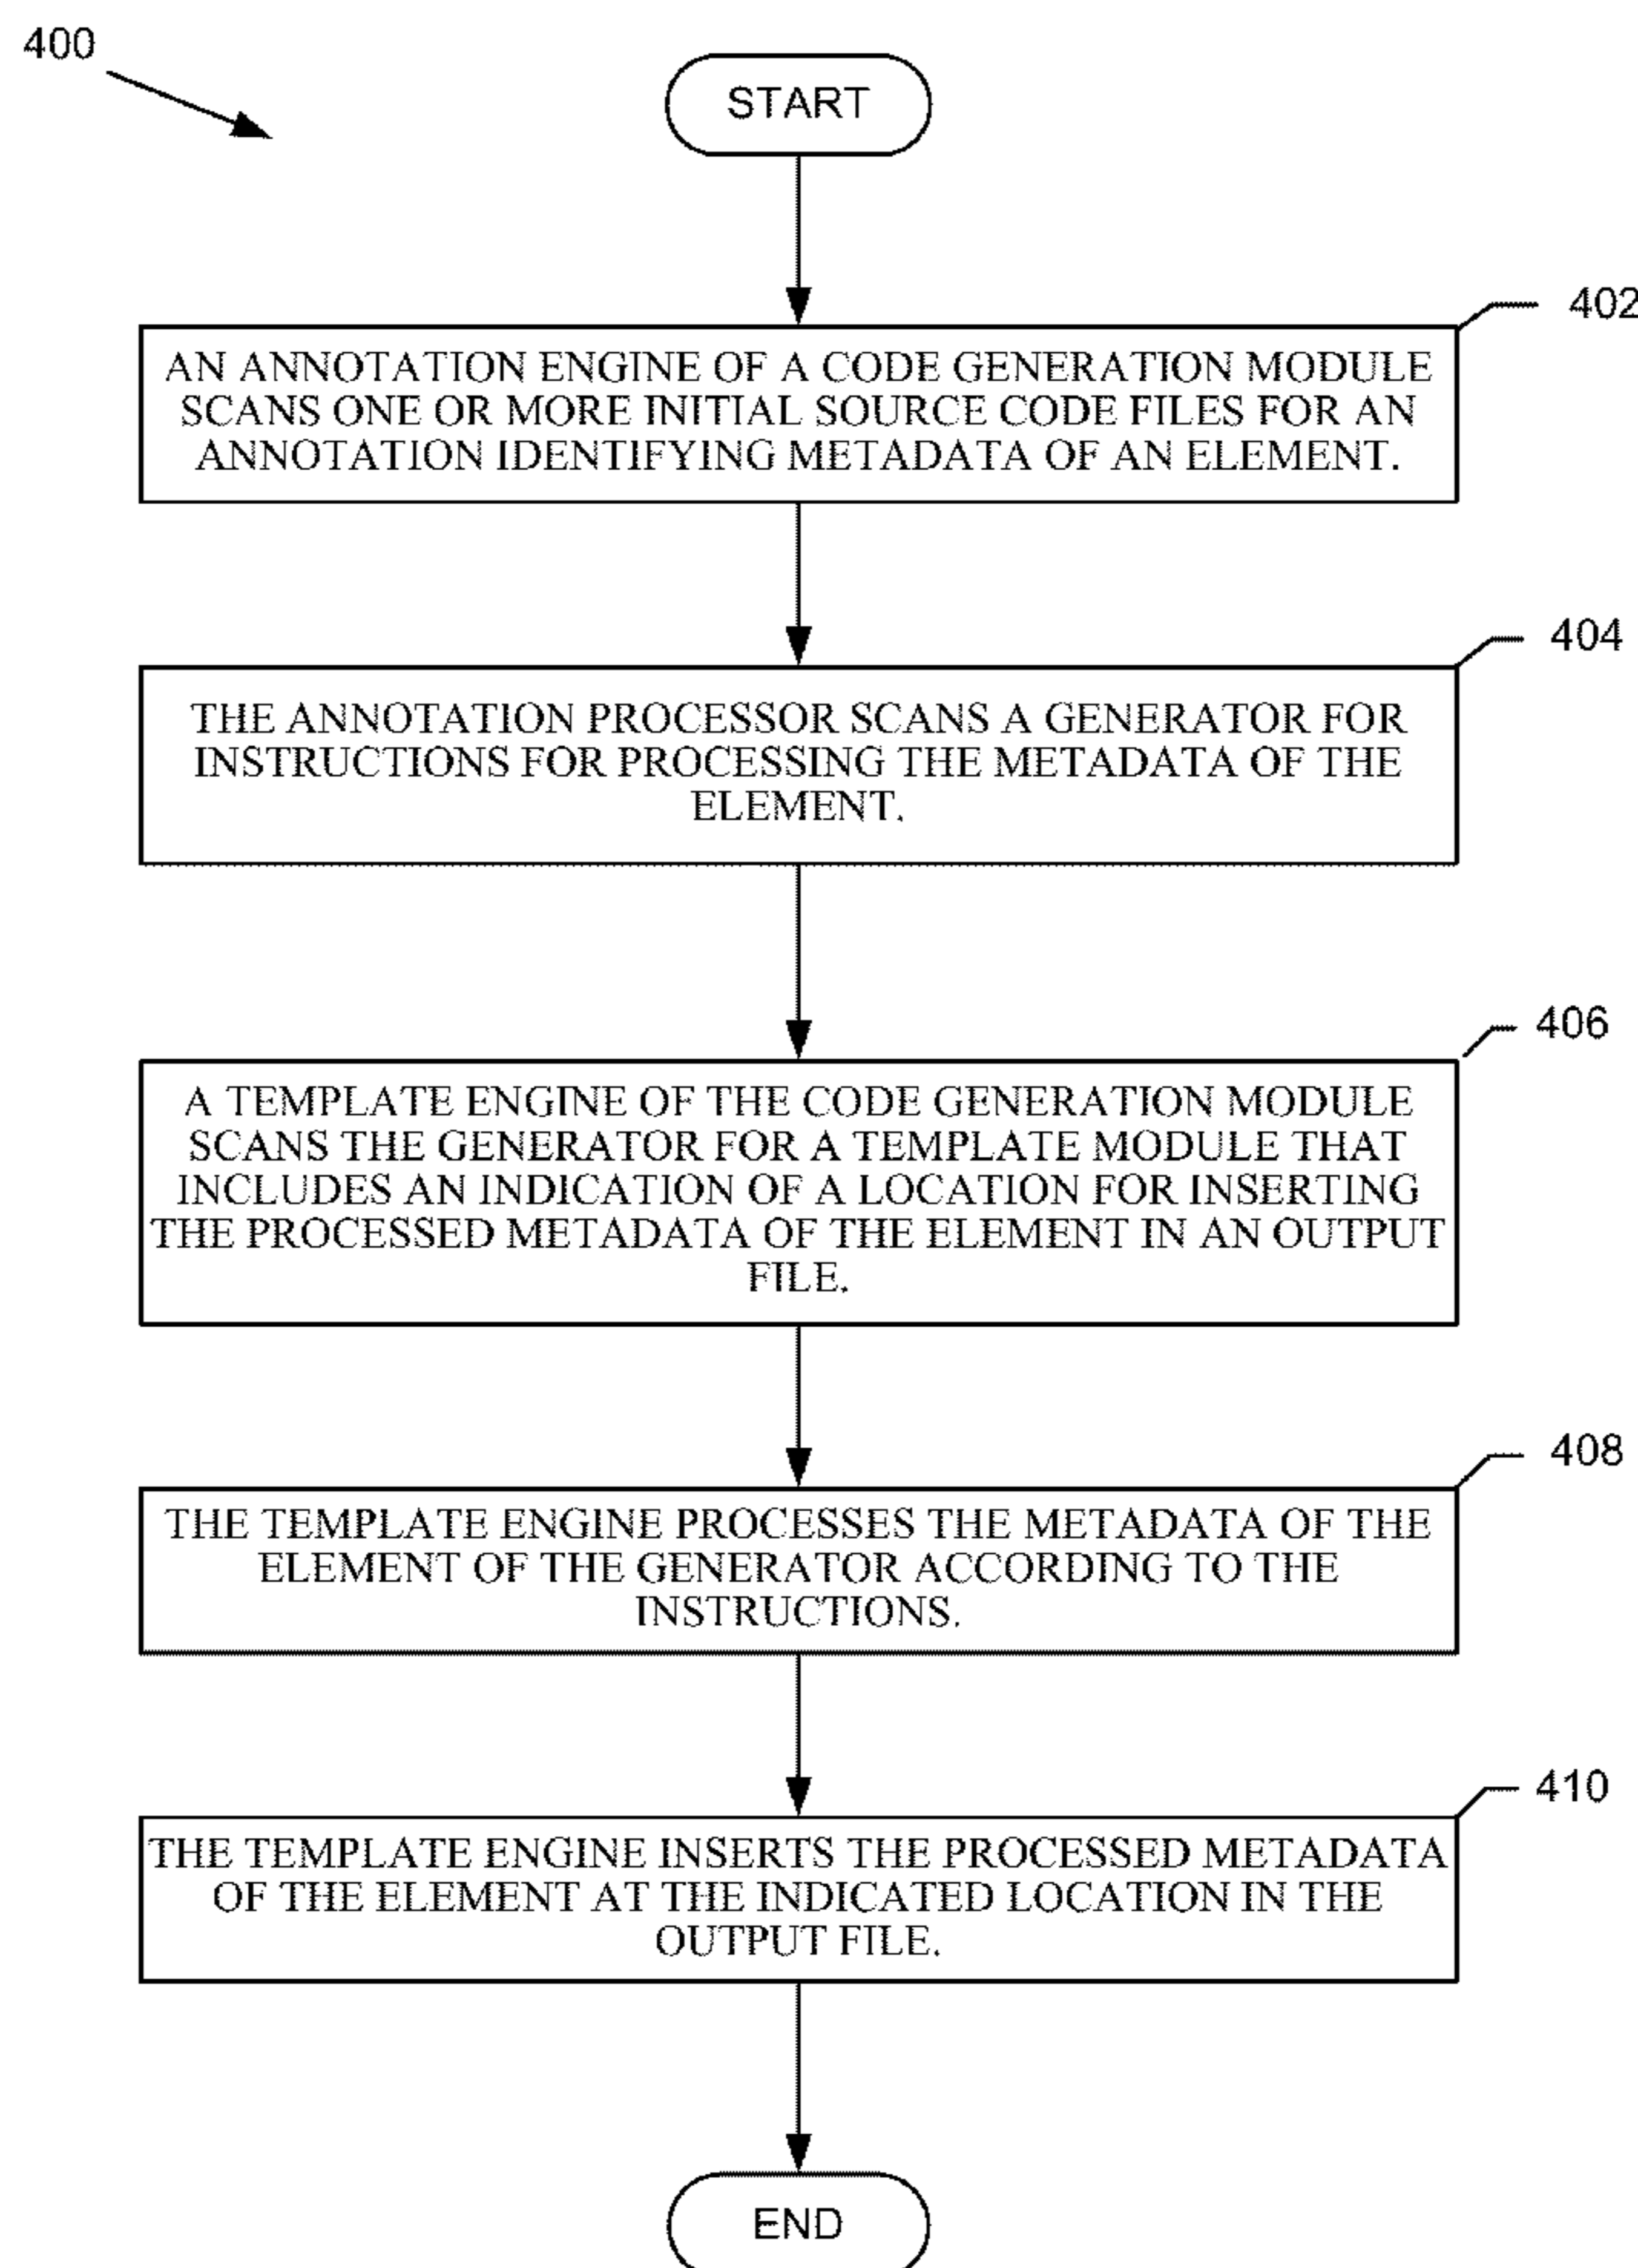 400
START
402
AN ANNOTATION ENGINE OF A CODE GENERATION MODULE
SCANS ONE OR MORE INITIAL SOURCE CODE FILES FOR AN
ANNOTATION IDENTIFYING METADATA OF AN ELEMENT.
404
THE ANNOTATION PROCESSOR SCANS A GENERATOR FOR
INSTRUCTIONS FOR PROCESSING THE METADATA OF THE
ELEMENT.
406
A TEMPLATE ENGINE OF THE CODE GENERATION MODULE
SCANS THE GENERATOR FOR A TEMPLATE MODULE THAT
INCLUDES AN INDICATION OF A LOCATION FOR INSERTING
THE PROCESSED METADATA OF THE ELEMENT IN AN OUTPUT
FILE.
408
THE TEMPLATE ENGINE PROCESSES THE METADATA OF THE
ELEMENT OF THE GENERATOR ACCORDING TO THE
INSTRUCTIONS.
410
THE TEMPLATE ENGINE INSERTS THE PROCESSED METADATA
OF THE ELEMENT AT THE INDICATED LOCATION IN THE
OUTPUT FILE.
END